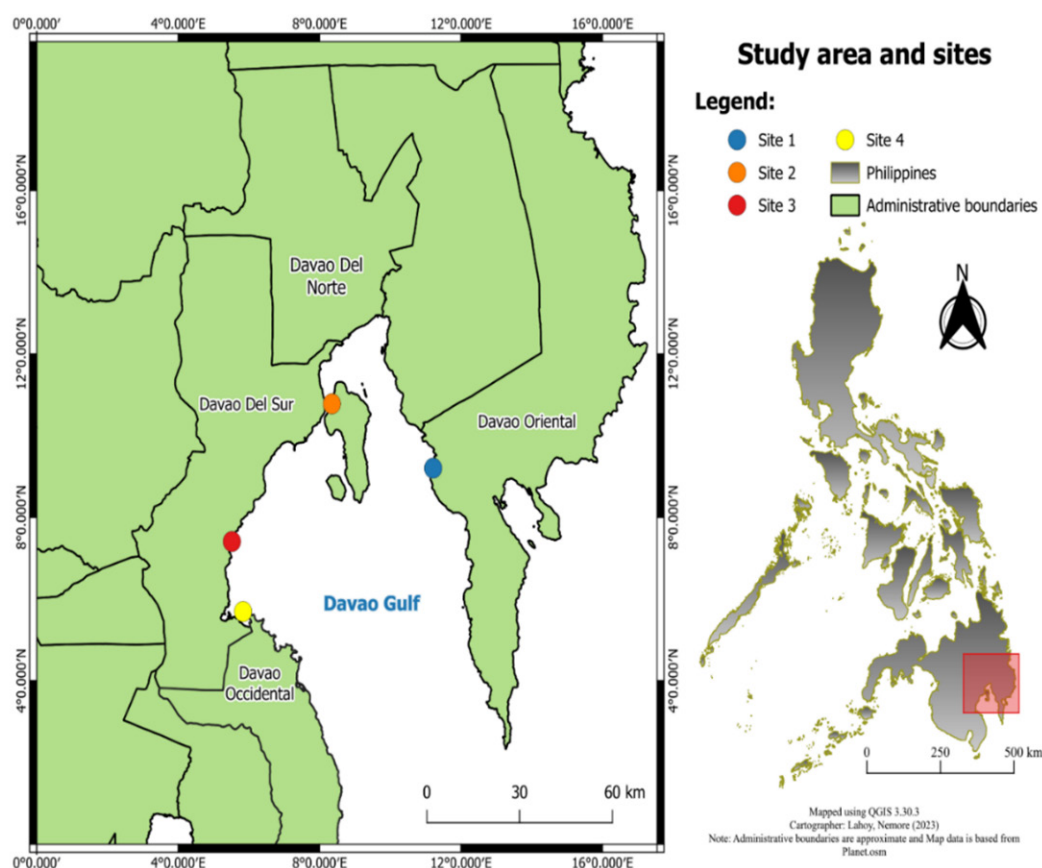 0°0.000′ 4°0.000′ 8°0.000′ 12°0.000′ 16°0.000′
16°0.000′N
12°0.000′N
8°0.000′N
4°0.000′N
Davao Del
Norte
Davao Del Sur
Davao Oriental
Davao Gulf
Davao
Occidental
0 30 60 km
16°0.000′N
12°0.000′N
8°0.000′N
4°0.000′N
0°0.000′ 4°0.000′ 8°0.000′ 12°0.000′ 16°0.000′
Study area and sites
Legend:
Site 1
Site 2
Site 3
Site 4
Philippines
Administrative boundaries
N
0 250 500 km
Mapped using QGIS 3.30.3
Cartographer: Lahoy, Nemore (2023)
Note: Administrative boundaries are approximate and Map data is based from
Planet.osm